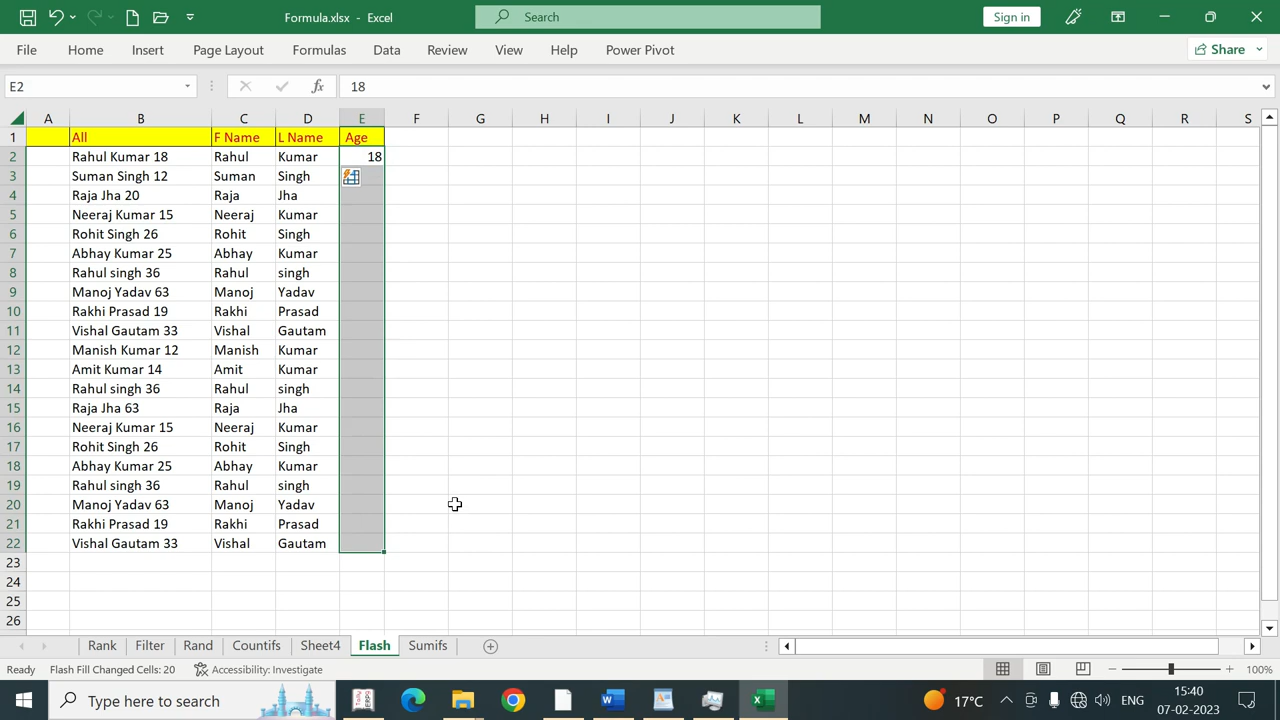 Formula.xlsx - Excel
Search
Sign in
File Home Insert Page Layout Formulas Data Review View Help Power Pivot
Share
E2
fx
18
A B C D E F G H I J K L M N O P Q R S
1 All F Name L Name Age
2 Rahul Kumar 18 Rahul Kumar 18
3 Suman Singh 12 Suman Singh
4 Raja Jha 20 Raja Jha
5 Neeraj Kumar 15 Neeraj Kumar
6 Rohit Singh 26 Rohit Singh
7 Abhay Kumar 25 Abhay Kumar
8 Rahul singh 36 Rahul singh
9 Manoj Yadav 63 Manoj Yadav
10 Rakhi Prasad 19 Rakhi Prasad
11 Vishal Gautam 33 Vishal Gautam
12 Manish Kumar 12 Manish Kumar
13 Amit Kumar 14 Amit Kumar
14 Rahul singh 36 Rahul singh
15 Raja Jha 63 Raja Jha
16 Neeraj Kumar 15 Neeraj Kumar
17 Rohit Singh 26 Rohit Singh
18 Abhay Kumar 25 Abhay Kumar
19 Rahul singh 36 Rahul singh
20 Manoj Yadav 63 Manoj Yadav
21 Rakhi Prasad 19 Rakhi Prasad
22 Vishal Gautam 33 Vishal Gautam
23
24
25
26
Rank Filter Rand Countifs Sheet4 Flash Sumifs
Ready Flash Fill Changed Cells: 20 Accessibility: Investigate 100%
Type here to search
17°C
ENG
15:40
07-02-2023